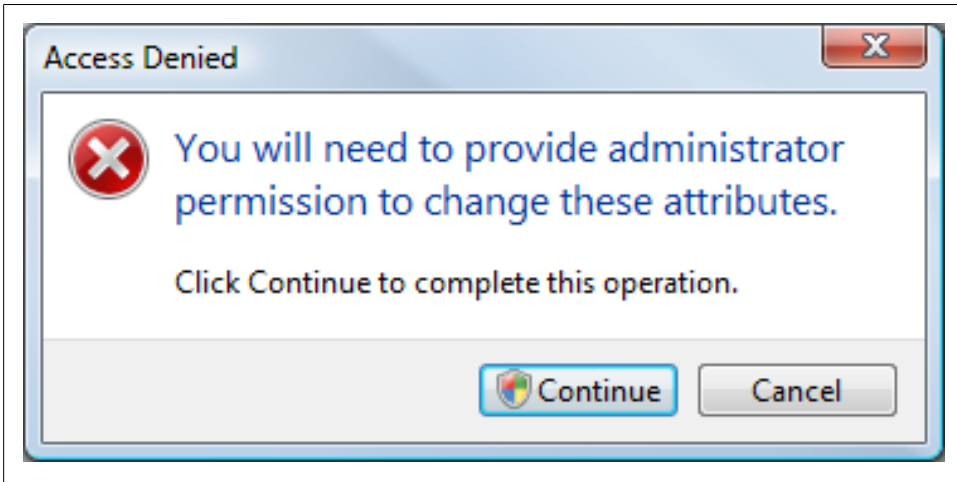 Access Denied
You will need to provide administrator
permission to change these attributes.
Click Continue to complete this operation.
Continue
Cancel